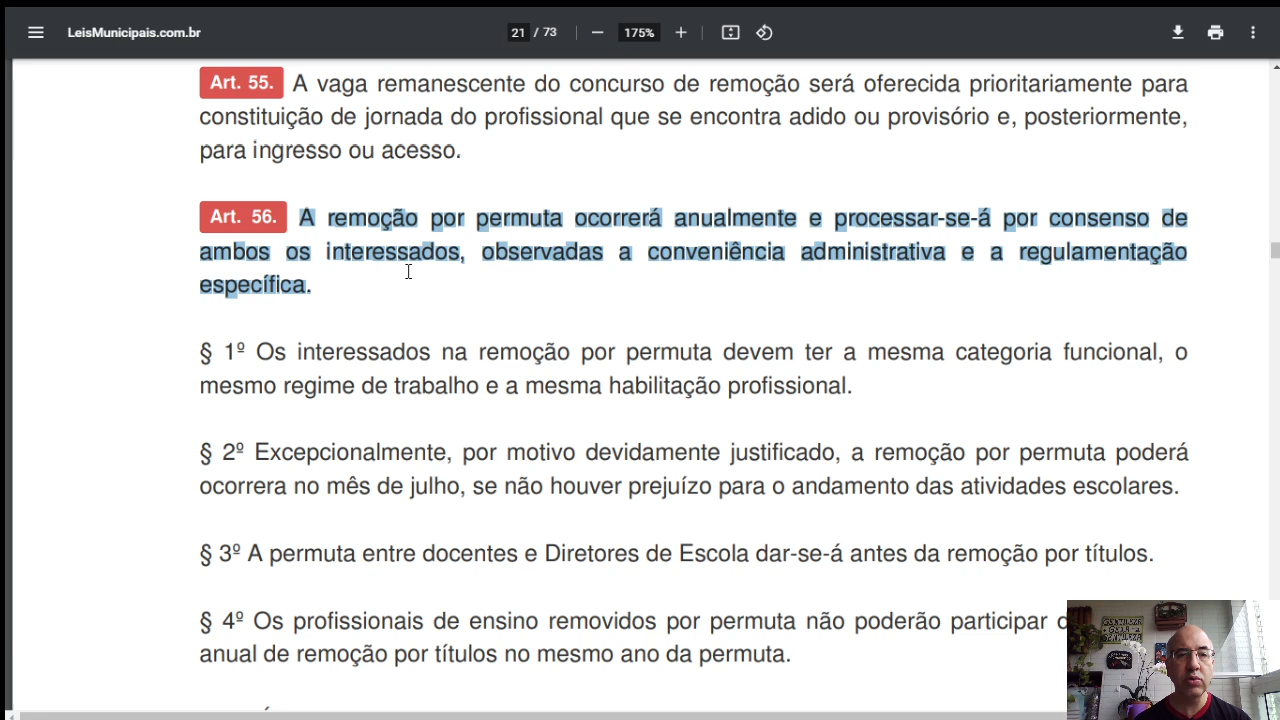 LeisMunicipais.com.br
21 / 73
175%
Art. 55. A vaga remanescente do concurso de remoção será oferecida prioritariamente para
constituição de jornada do profissional que se encontra adido ou provisório e, posteriormente,
para ingresso ou acesso.
Art. 56. A remoção por permuta ocorrerá anualmente e processar-se-á por consenso de
ambos os interessados, observadas a conveniência administrativa e a regulamentação
específica.
§ 1º Os interessados na remoção por permuta devem ter a mesma categoria funcional, o
mesmo regime de trabalho e a mesma habilitação profissional.
§ 2º Excepcionalmente, por motivo devidamente justificado, a remoção por permuta poderá
ocorrera no mês de julho, se não houver prejuízo para o andamento das atividades escolares.
§ 3º A permuta entre docentes e Diretores de Escola dar-se-á antes da remoção por títulos.
§ 4º Os profissionais de ensino removidos por permuta não poderão participar
anual de remoção por títulos no mesmo ano da permuta.